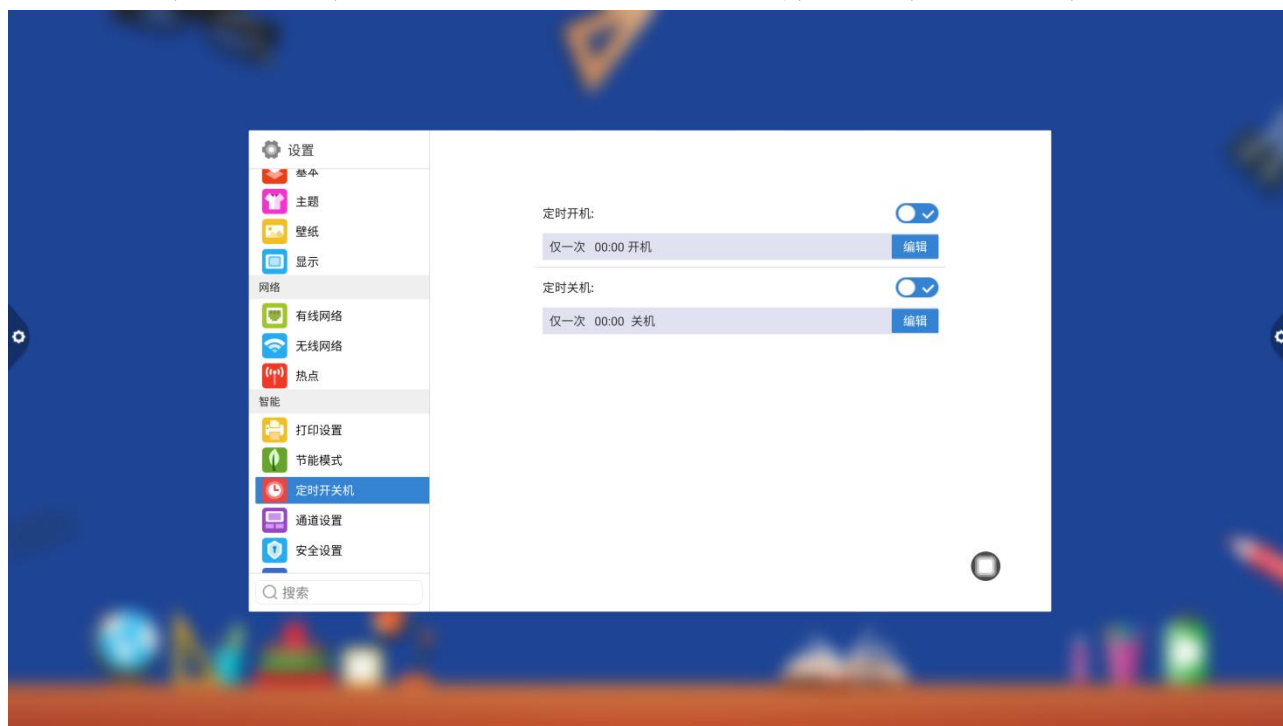 设置
基本
主题
壁纸
显示
网络
有线网络
无线网络
热点
智能
打印设置
节能模式
定时开关机
通道设置
安全设置
搜索
定时开机:
仅一次 00:00 开机
编辑
定时关机:
仅一次 00:00 关机
编辑